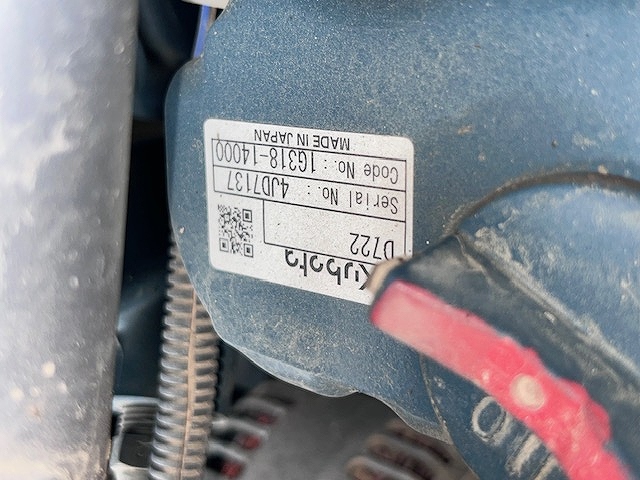 Kubota
D722
Serial No. : 4JD7137
Code No. : 1G318-14000
MADE IN JAPAN